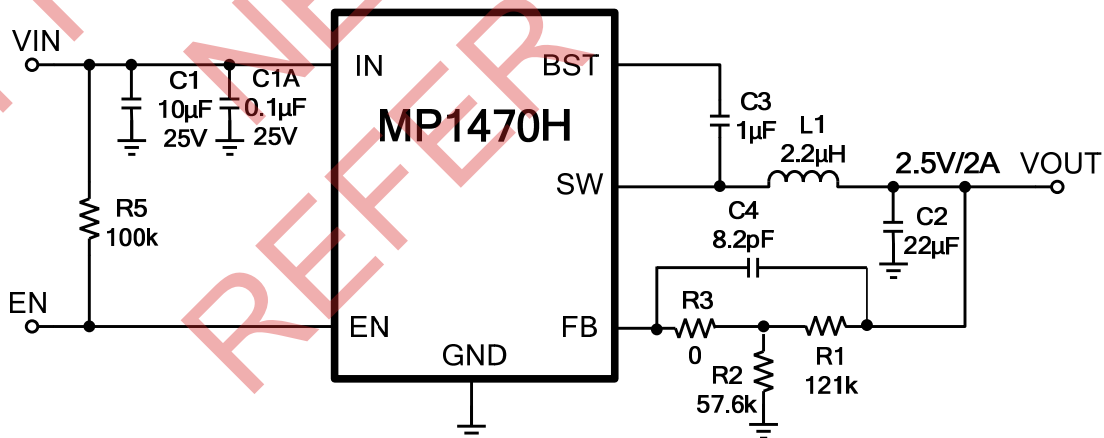 NE
REFER
VIN
C1
10µF
25V
C1A
0.1µF
25V
IN
BST
MP1470H
C3
1µF
L1
2.2µH
SW
2.5V/2A
VOUT
R5
100k
C4
8.2pF
C2
22µF
EN
EN
FB
R3
0
R1
121k
GND
R2
57.6k